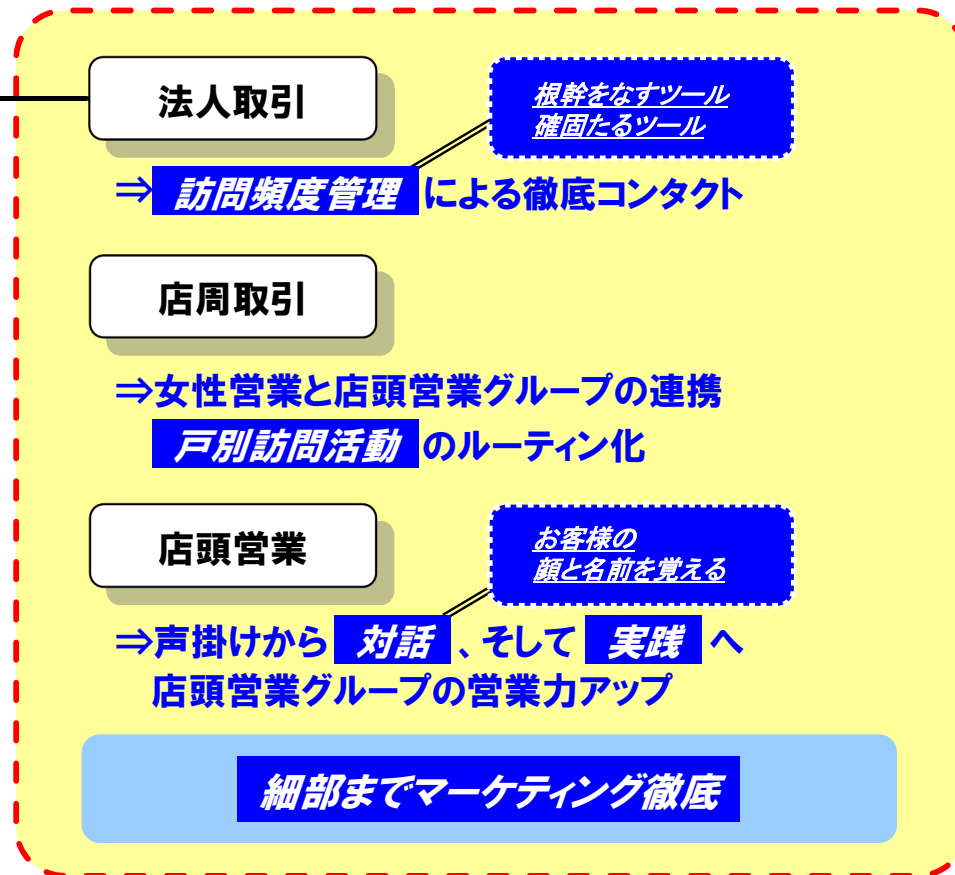 法人取引
根幹をなすツール
確固たるツール
⇒訪問頻度管理による徹底コンタクト
店周取引
⇒女性営業と店頭営業グループの連携
戸別訪問活動のルーティン化
店頭営業
お客様の
顔と名前を覚える
⇒声掛けから対話、そして実践へ
店頭営業グループの営業力アップ
細部までマーケティング徹底